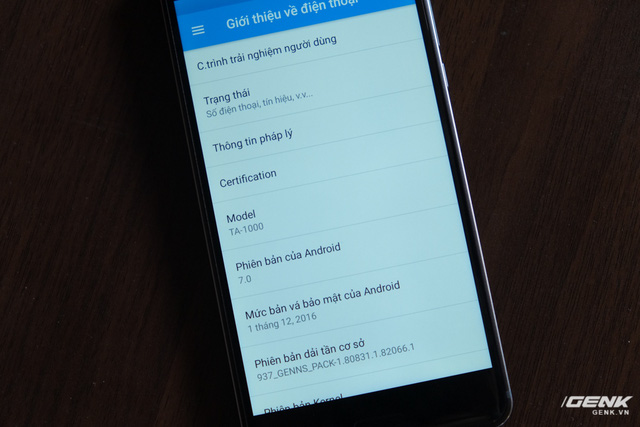 Giới thiệu về điện thoại
C.trình trải nghiệm người dùng
Trạng thái
Số điện thoại, tín hiệu, v.v...
Thông tin pháp lý
Certification
Model
TA-1000
Phiên bản của Android
7.0
Mức bản vá bảo mật của Android
1 tháng 12, 2016
Phiên bản dải tần cơ sở
937_GENNS_PACK-1.80831.1.82066.1
Phiên bản Kernel
GENK
GENK.VN